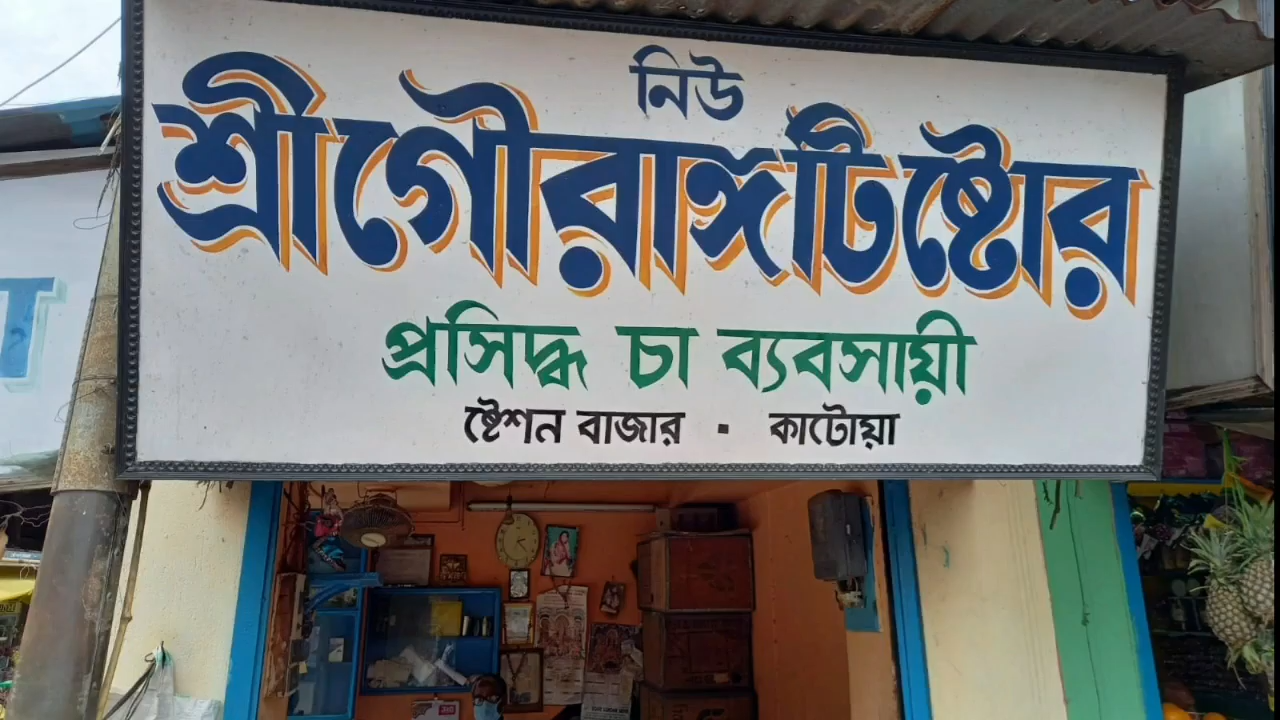 নিউ
শ্রীগৌরাঙ্গটিষ্টোর
প্রসিদ্ধ চা ব্যবসায়ী
ষ্টেশন বাজার · কাটোয়া